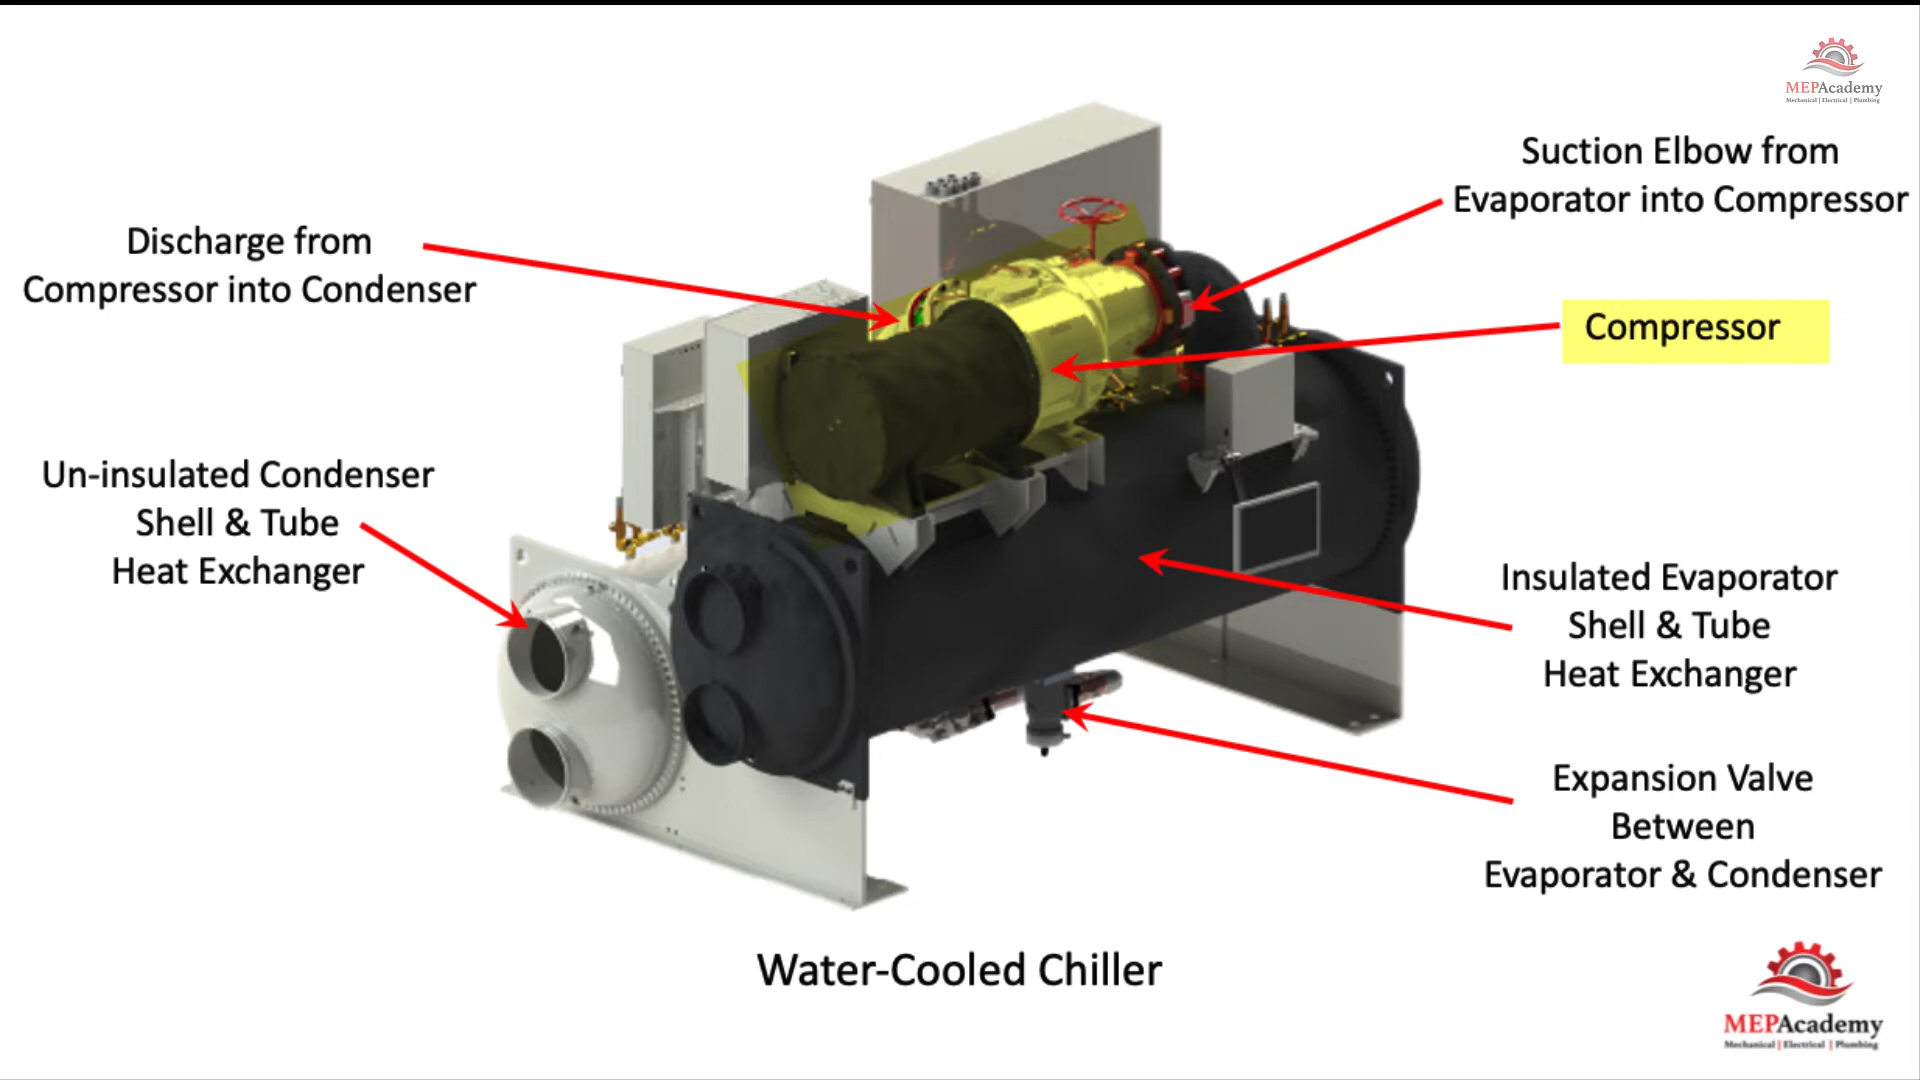 MEPAcademy
Mechanical | Electrical | Plumbing
Suction Elbow from
Evaporator into Compressor
Discharge from
Compressor into Condenser
Compressor
Un-insulated Condenser
Shell & Tube
Heat Exchanger
Insulated Evaporator
Shell & Tube
Heat Exchanger
Expansion Valve
Between
Evaporator & Condenser
Water-Cooled Chiller
MEPAcademy
Mechanical | Electrical | Plumbing